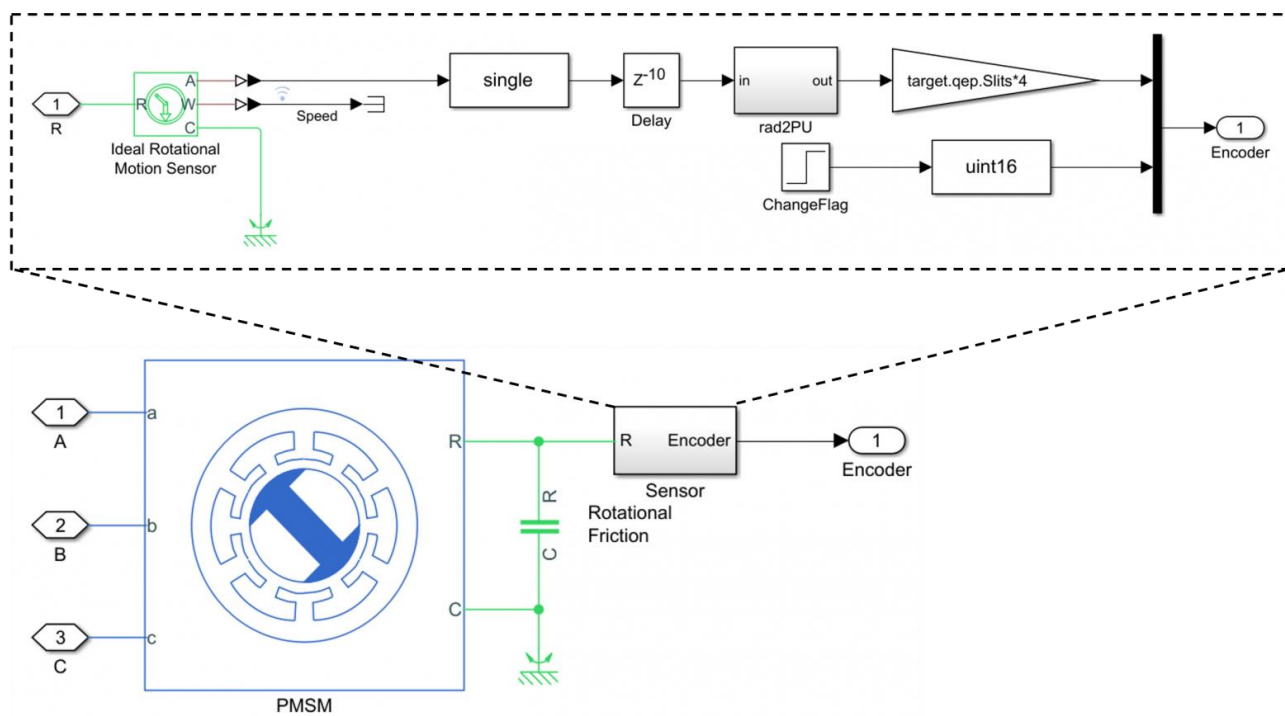 1
R
R
A
W
C
Ideal Rotational
Motion Sensor
Speed
single
Z-10
Delay
in
out
rad2PU
target.qep.Slits*4
ChangeFlag
uint16
1
Encoder
1
A
2
B
3
C
a
b
c
R
C
PMSM
R
C
R
Encoder
Sensor
Rotational
Friction
1
Encoder